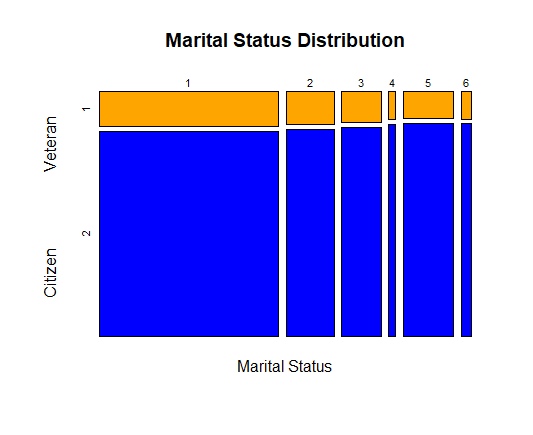 Marital Status Distribution
1 2 3 4 5 6
1
Veteran
2
Citizen
Marital Status